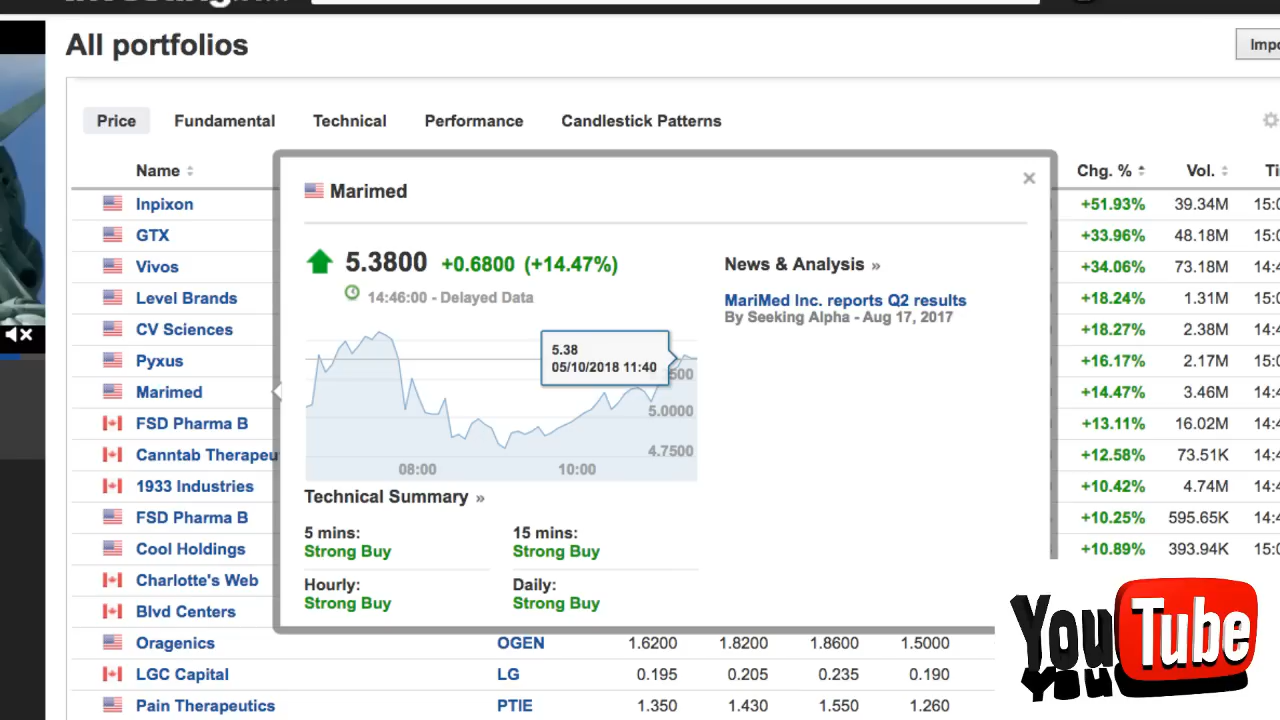 All portfolios
Price Fundamental Technical Performance Candlestick Patterns
Name Chg. % Vol.
Inpixon +51.93% 39.34M
GTX +33.96% 48.18M
Vivos +34.06% 73.18M
Level Brands +18.24% 1.31M
CV Sciences +18.27% 2.38M
Pyxus +16.17% 2.17M
Marimed +14.47% 3.46M
FSD Pharma B +13.11% 16.02M
Canntab Therapeu +12.58% 73.51K
1933 Industries +10.42% 4.74M
FSD Pharma B +10.25% 595.65K
Cool Holdings +10.89% 393.94K
Charlotte's Web
Blvd Centers
Oragenics OGEN 1.6200 1.8200 1.8600 1.5000
LGC Capital LG 0.195 0.205 0.235 0.190
Pain Therapeutics PTIE 1.350 1.430 1.550 1.260
Marimed
5.3800 +0.6800 (+14.47%)
14:46:00 - Delayed Data
5.38
05/10/2018 11:40
5.0000
4.7500
08:00 10:00
News & Analysis »
MariMed Inc. reports Q2 results
By Seeking Alpha - Aug 17, 2017
Technical Summary »
5 mins: 15 mins:
Strong Buy Strong Buy
Hourly: Daily:
Strong Buy Strong Buy
You Tube